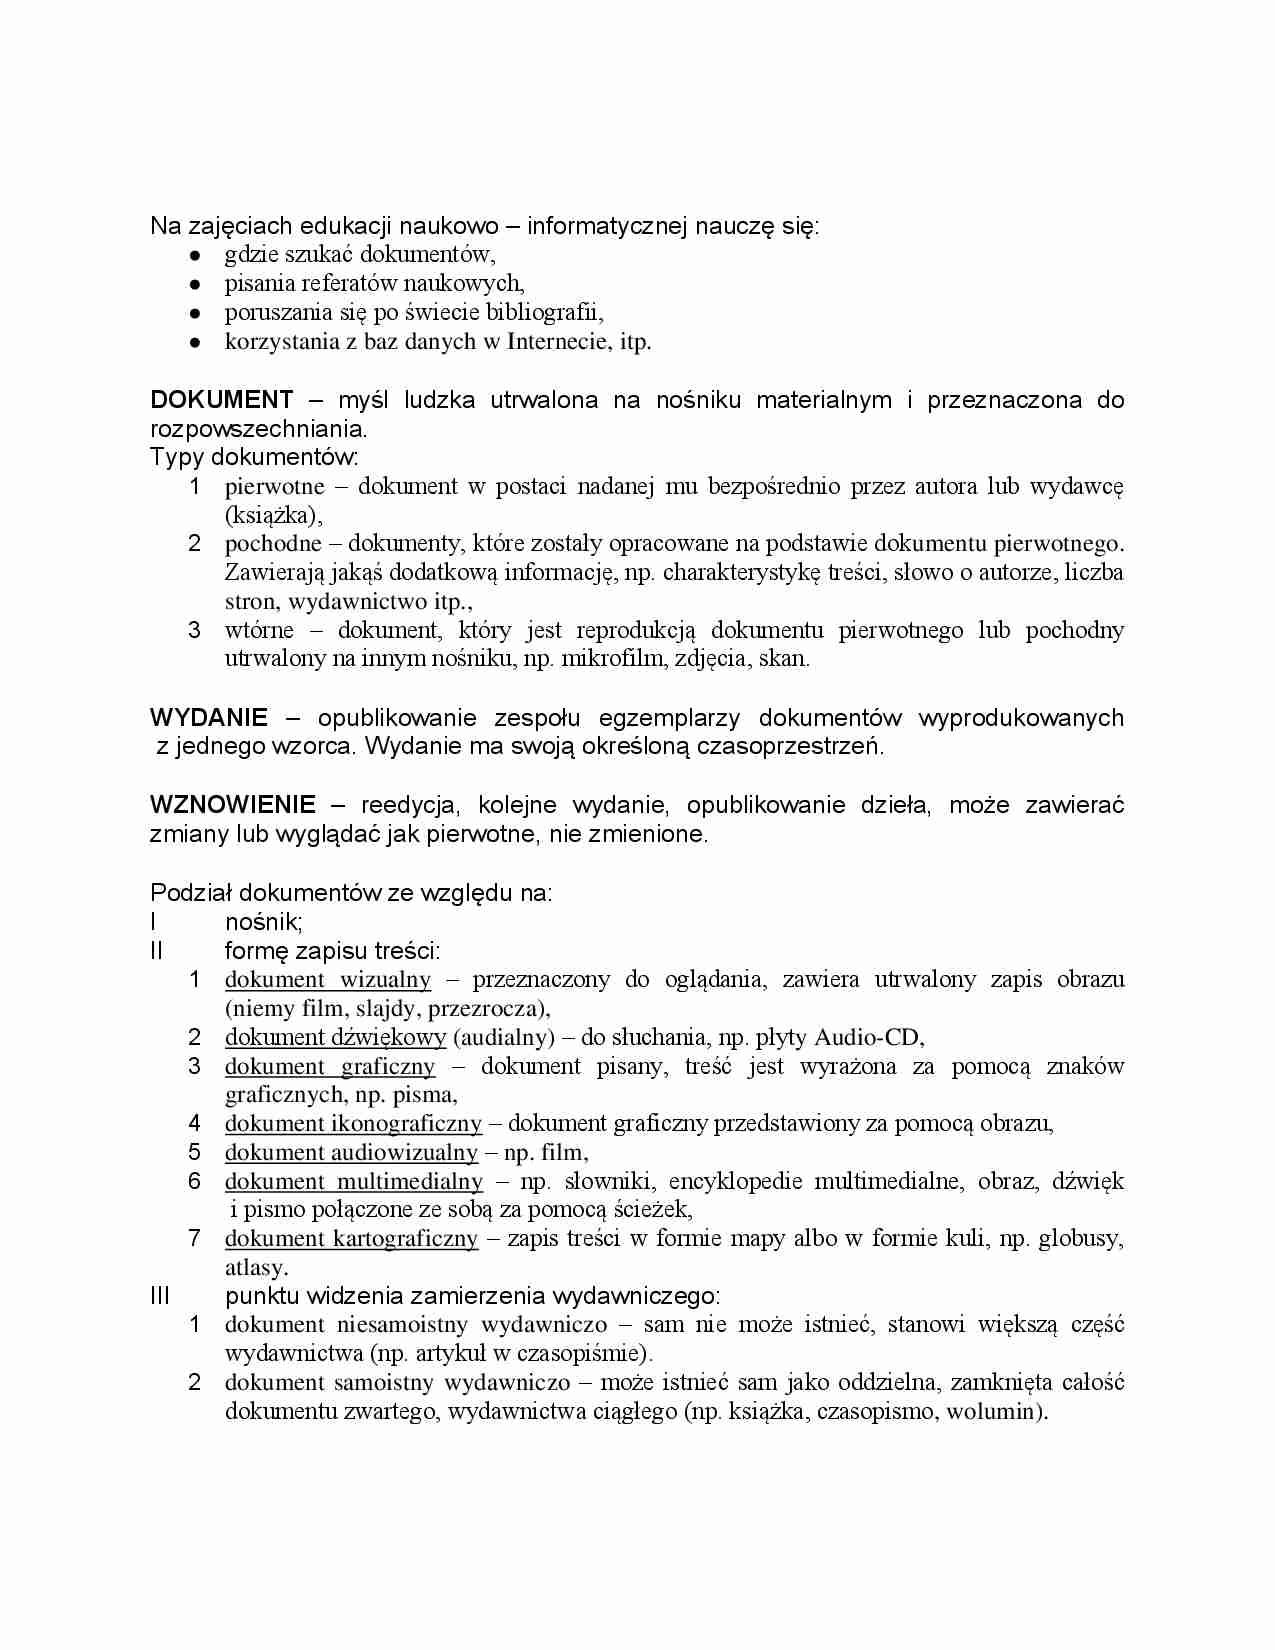 Na zajęciach edukacji naukowo – informatycznej nauczę się:
● gdzie szukać dokumentów,
● pisania referatów naukowych,
● poruszania się po świecie bibliografii,
● korzystania z baz danych w Internecie, itp.
DOKUMENT – myśl ludzka utrwalona na nośniku materialnym i przeznaczona do
rozpowszechniania.
Typy dokumentów:
1 pierwotne – dokument w postaci nadanej mu bezpośrednio przez autora lub wydawcę
(książka),
2 pochodne – dokumenty, które zostały opracowane na podstawie dokumentu pierwotnego.
Zawierają jakąś dodatkową informację, np. charakterystykę treści, słowo o autorze, liczba
stron, wydawnictwo itp.,
3 wtórne – dokument, który jest reprodukcją dokumentu pierwotnego lub pochodny
utrwalony na innym nośniku, np. mikrofilm, zdjęcia, skan.
WYDANIE – opublikowanie zespołu egzemplarzy dokumentów wyprodukowanych
z jednego wzorca. Wydanie ma swoją określoną czasoprzestrzeń.
WZNOWIENIE – reedycja, kolejne wydanie, opublikowanie dzieła, może zawierać
zmiany lub wyglądać jak pierwotne, nie zmienione.
Podział dokumentów ze względu na:
I nośnik;
II formę zapisu treści:
1 dokument wizualny – przeznaczony do oglądania, zawiera utrwalony zapis obrazu
(niemy film, slajdy, przezrocza),
2 dokument dźwiękowy (audialny) – do słuchania, np. płyty Audio-CD,
3 dokument graficzny – dokument pisany, treść jest wyrażona za pomocą znaków
graficznych, np. pisma,
4 dokument ikonograficzny – dokument graficzny przedstawiony za pomocą obrazu,
5 dokument audiowizualny – np. film,
6 dokument multimedialny – np. słowniki, encyklopedie multimedialne, obraz, dźwięk
i pismo połączone ze sobą za pomocą ścieżek,
7 dokument kartograficzny – zapis treści w formie mapy albo w formie kuli, np. globusy,
atlasy.
III punktu widzenia zamierzenia wydawniczego:
1 dokument niesamoistny wydawniczo – sam nie może istnieć, stanowi większą część
wydawnictwa (np. artykuł w czasopiśmie).
2 dokument samoistny wydawniczo – może istnieć sam jako oddzielna, zamknięta całość
dokumentu zwartego, wydawnictwa ciągłego (np. książka, czasopismo, wolumin).